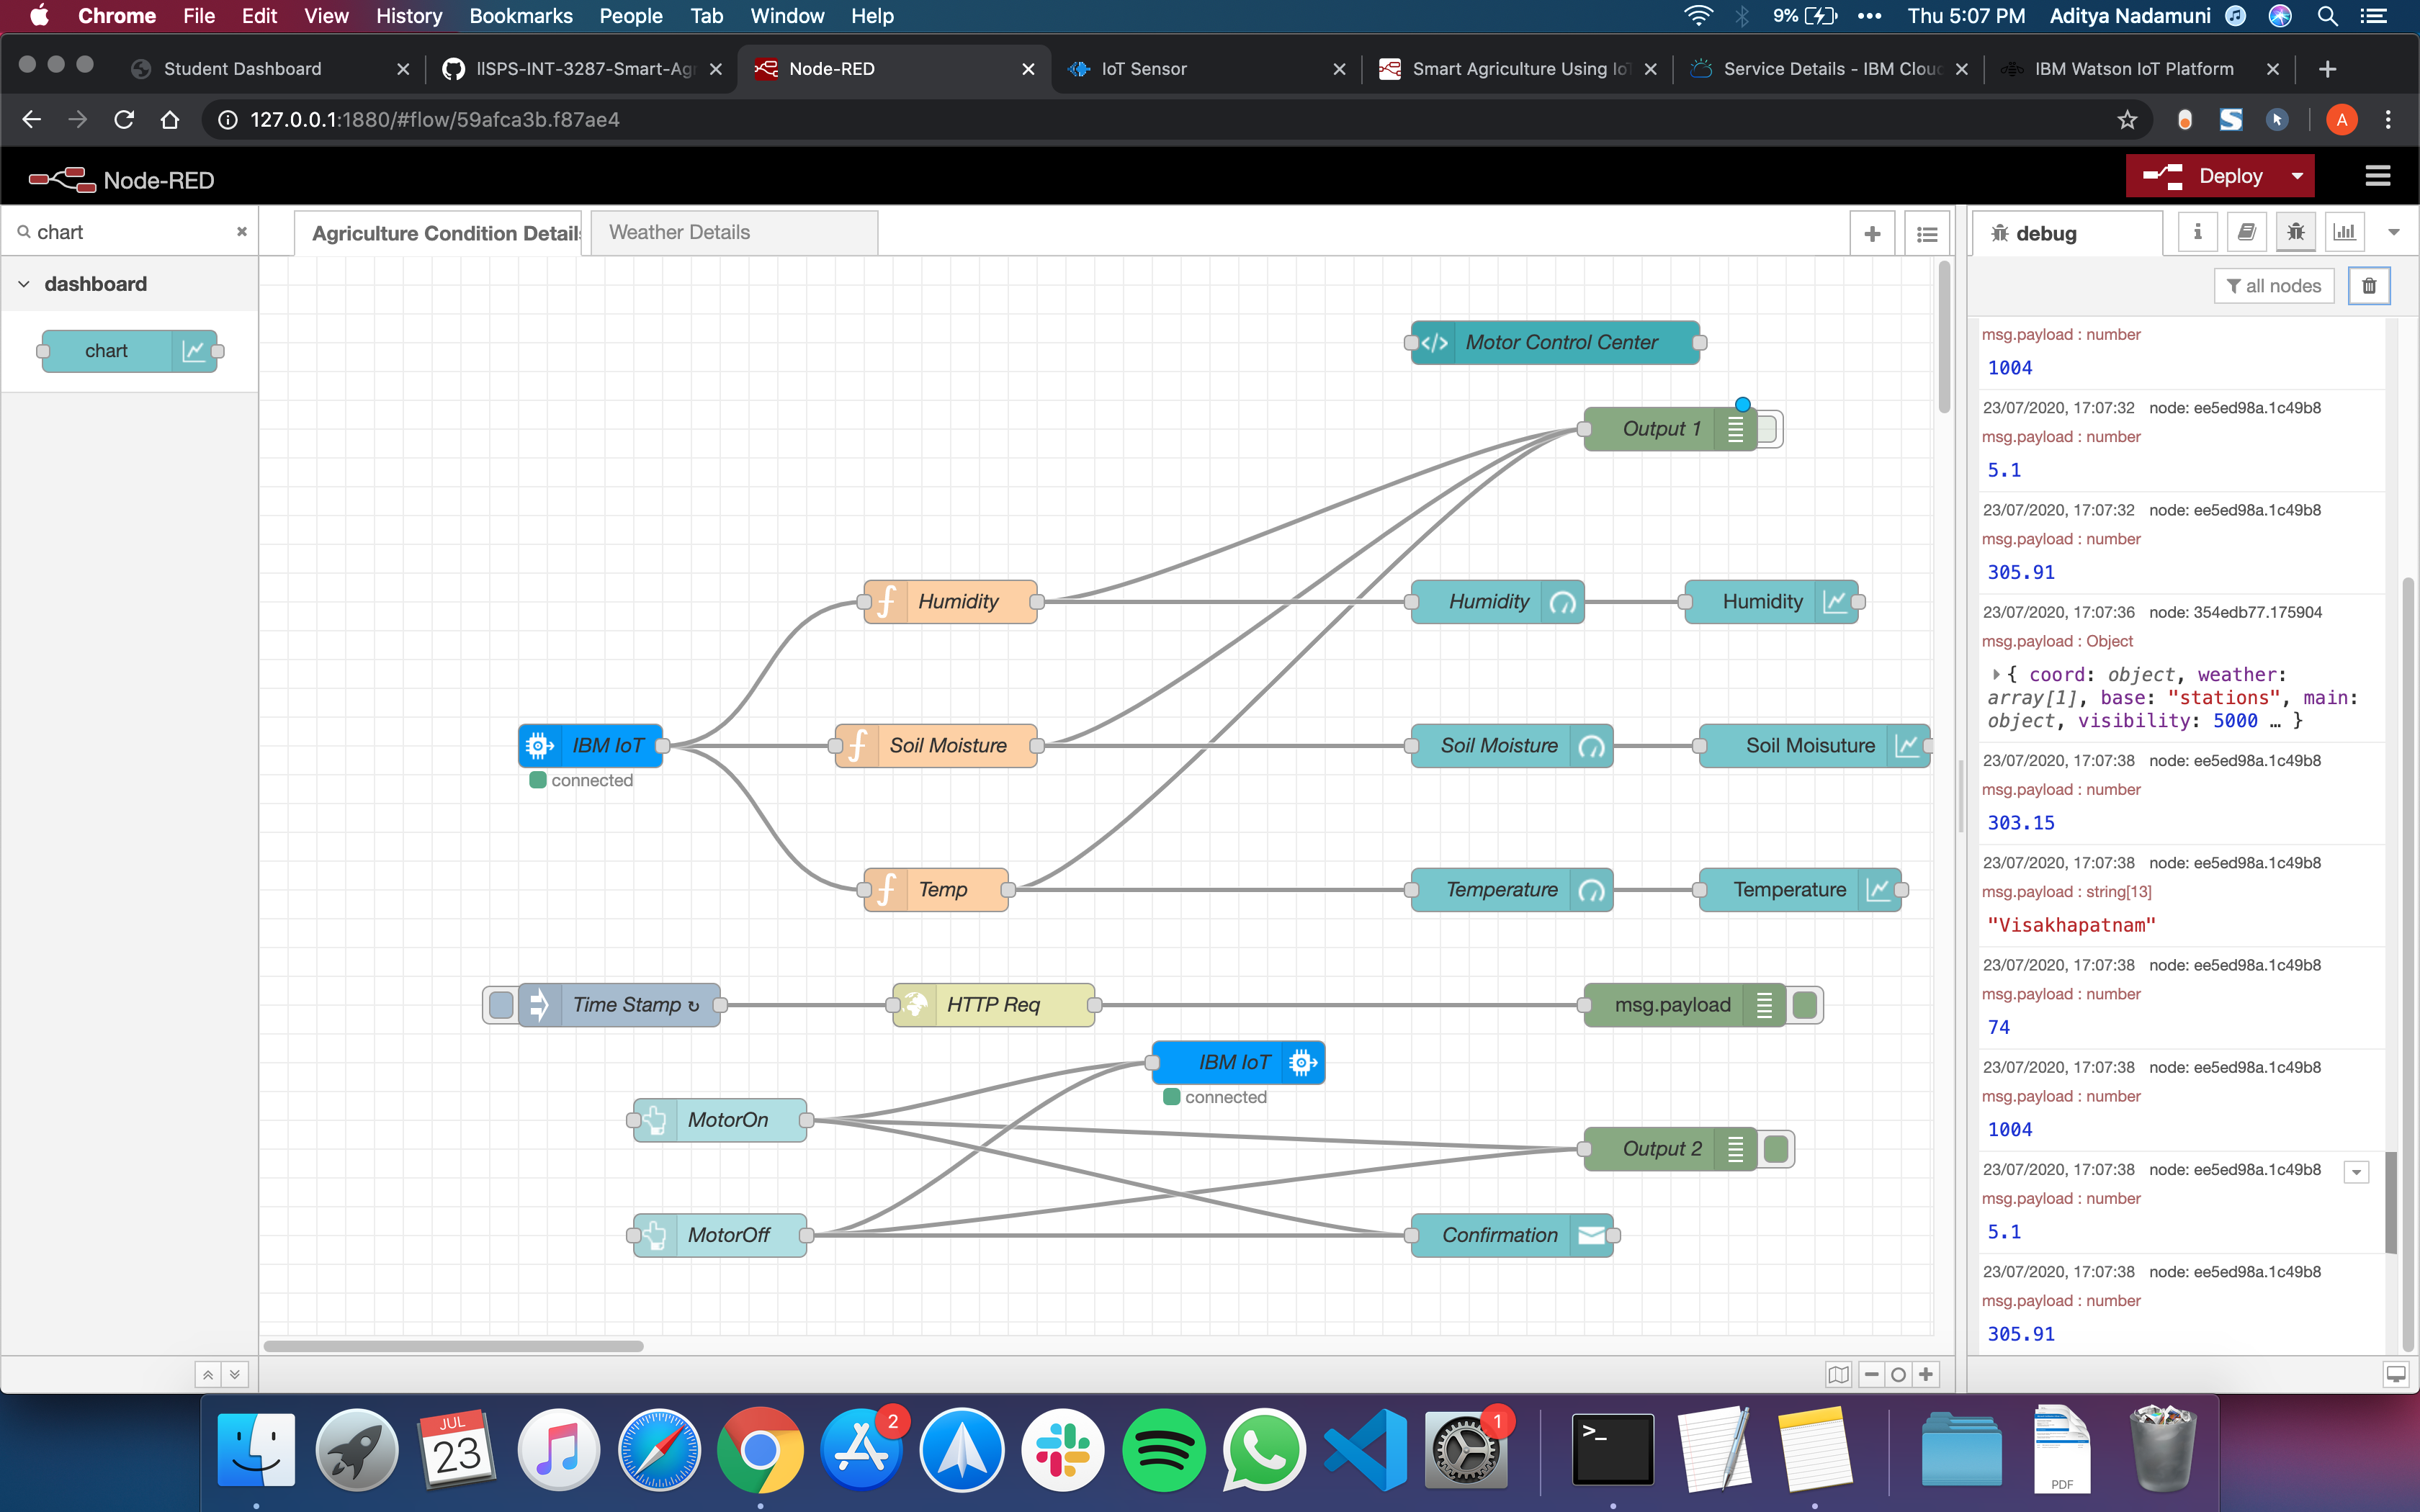 Chrome File Edit View History Bookmarks People Tab Window Help 9% Thu 5:07 PM Aditya Nadamuni
Student Dashboard
IISPS-INT-3287-Smart-Agr
Node-RED
IoT Sensor
Smart Agriculture Using IoT
Service Details - IBM Cloud
IBM Watson IoT Platform
127.0.0.1:1880/#flow/59afca3b.f87ae4
A
Node-RED
Deploy
chart
Agriculture Condition Details
Weather Details
debug
dashboard
all nodes
chart
Motor Control Center
Output 1
Humidity
Humidity
Humidity
IBM IoT
connected
Soil Moisture
Soil Moisture
Soil Moisuture
Temp
Temperature
Temperature
Time Stamp ↻
HTTP Req
msg.payload
IBM IoT
connected
MotorOn
Output 2
MotorOff
Confirmation
msg.payload : number
1004
23/07/2020, 17:07:32 node: ee5ed98a.1c49b8
msg.payload : number
5.1
23/07/2020, 17:07:32 node: ee5ed98a.1c49b8
msg.payload : number
305.91
23/07/2020, 17:07:36 node: 354edb77.175904
msg.payload : Object
{ coord: object, weather:
array[1], base: "stations", main:
object, visibility: 5000 … }
23/07/2020, 17:07:38 node: ee5ed98a.1c49b8
msg.payload : number
303.15
23/07/2020, 17:07:38 node: ee5ed98a.1c49b8
msg.payload : string[13]
"Visakhapatnam"
23/07/2020, 17:07:38 node: ee5ed98a.1c49b8
msg.payload : number
74
23/07/2020, 17:07:38 node: ee5ed98a.1c49b8
msg.payload : number
1004
23/07/2020, 17:07:38 node: ee5ed98a.1c49b8
msg.payload : number
5.1
23/07/2020, 17:07:38 node: ee5ed98a.1c49b8
msg.payload : number
305.91
JUL
23
2
1
>_
PDF